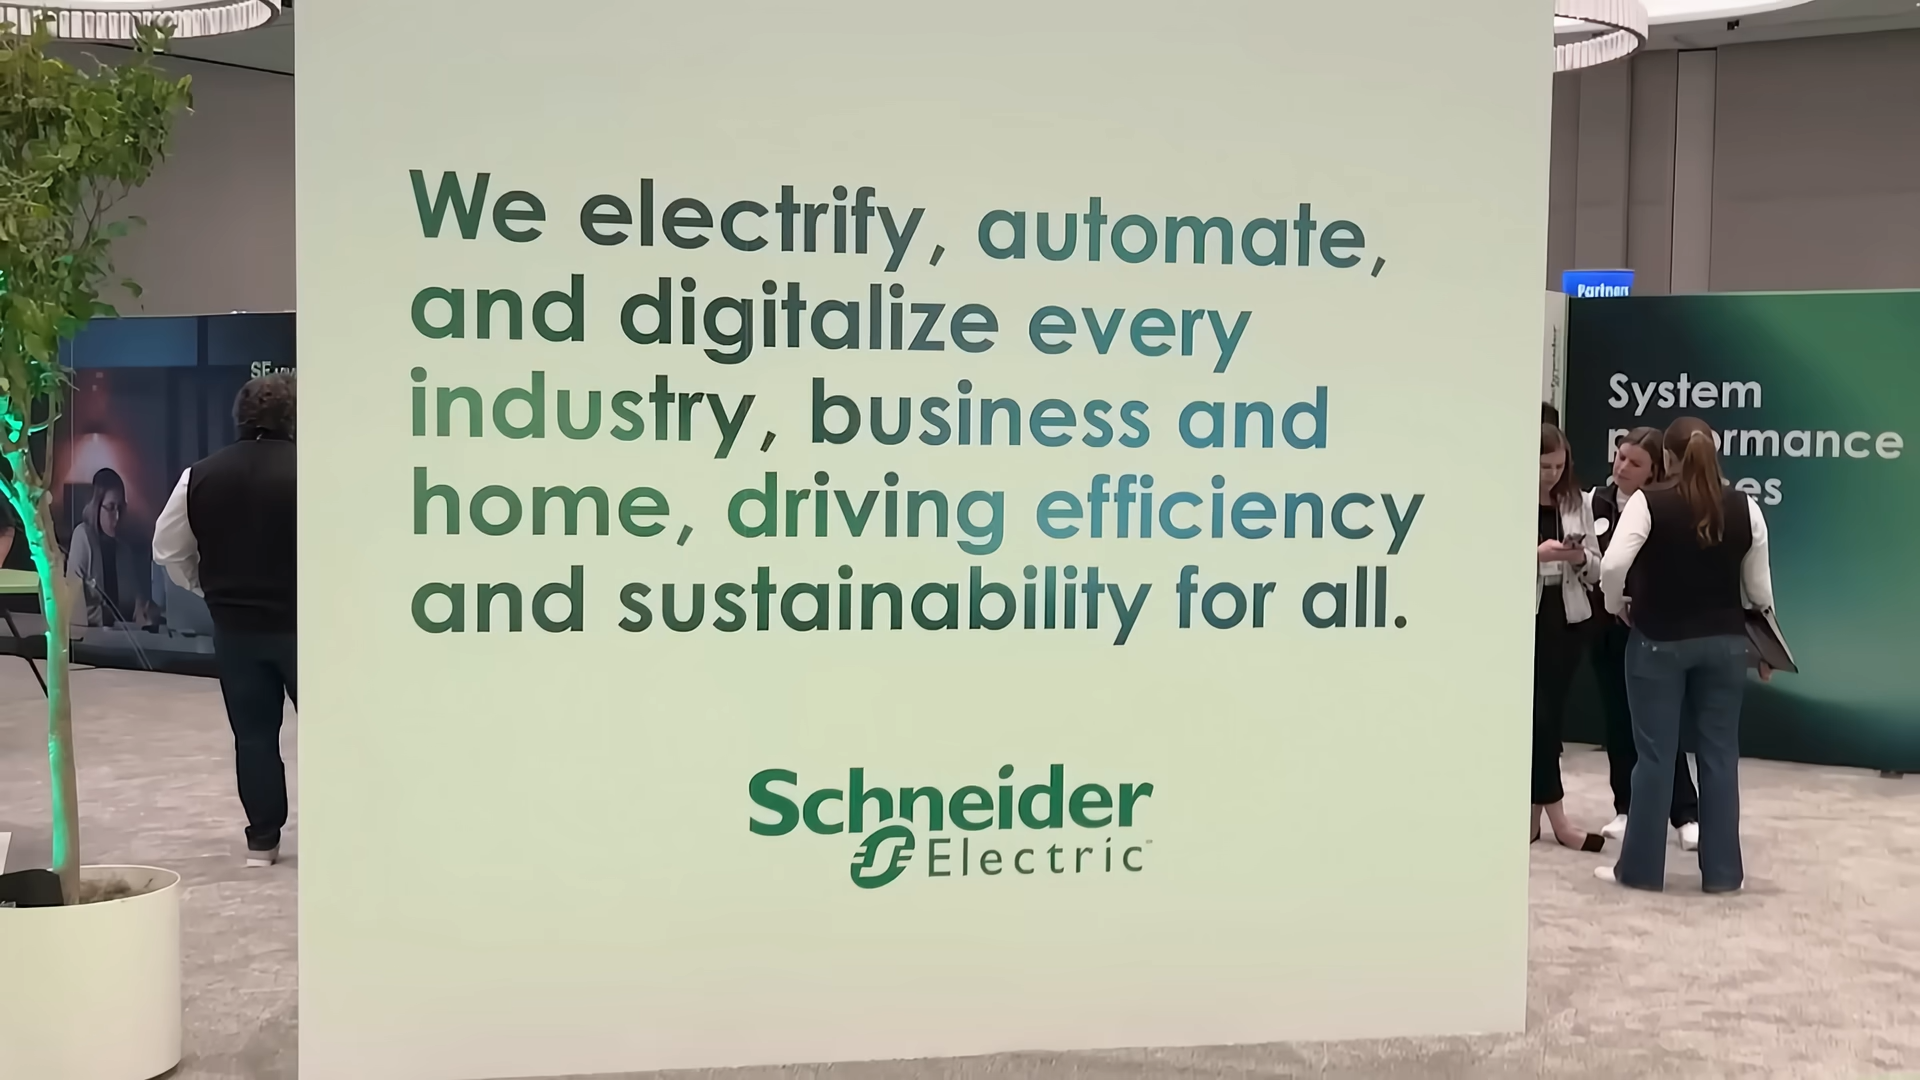 We electrify, automate,
and digitalize every
industry, business and
home, driving efficiency
and sustainability for all.
Schneider
Electric
Partners
System